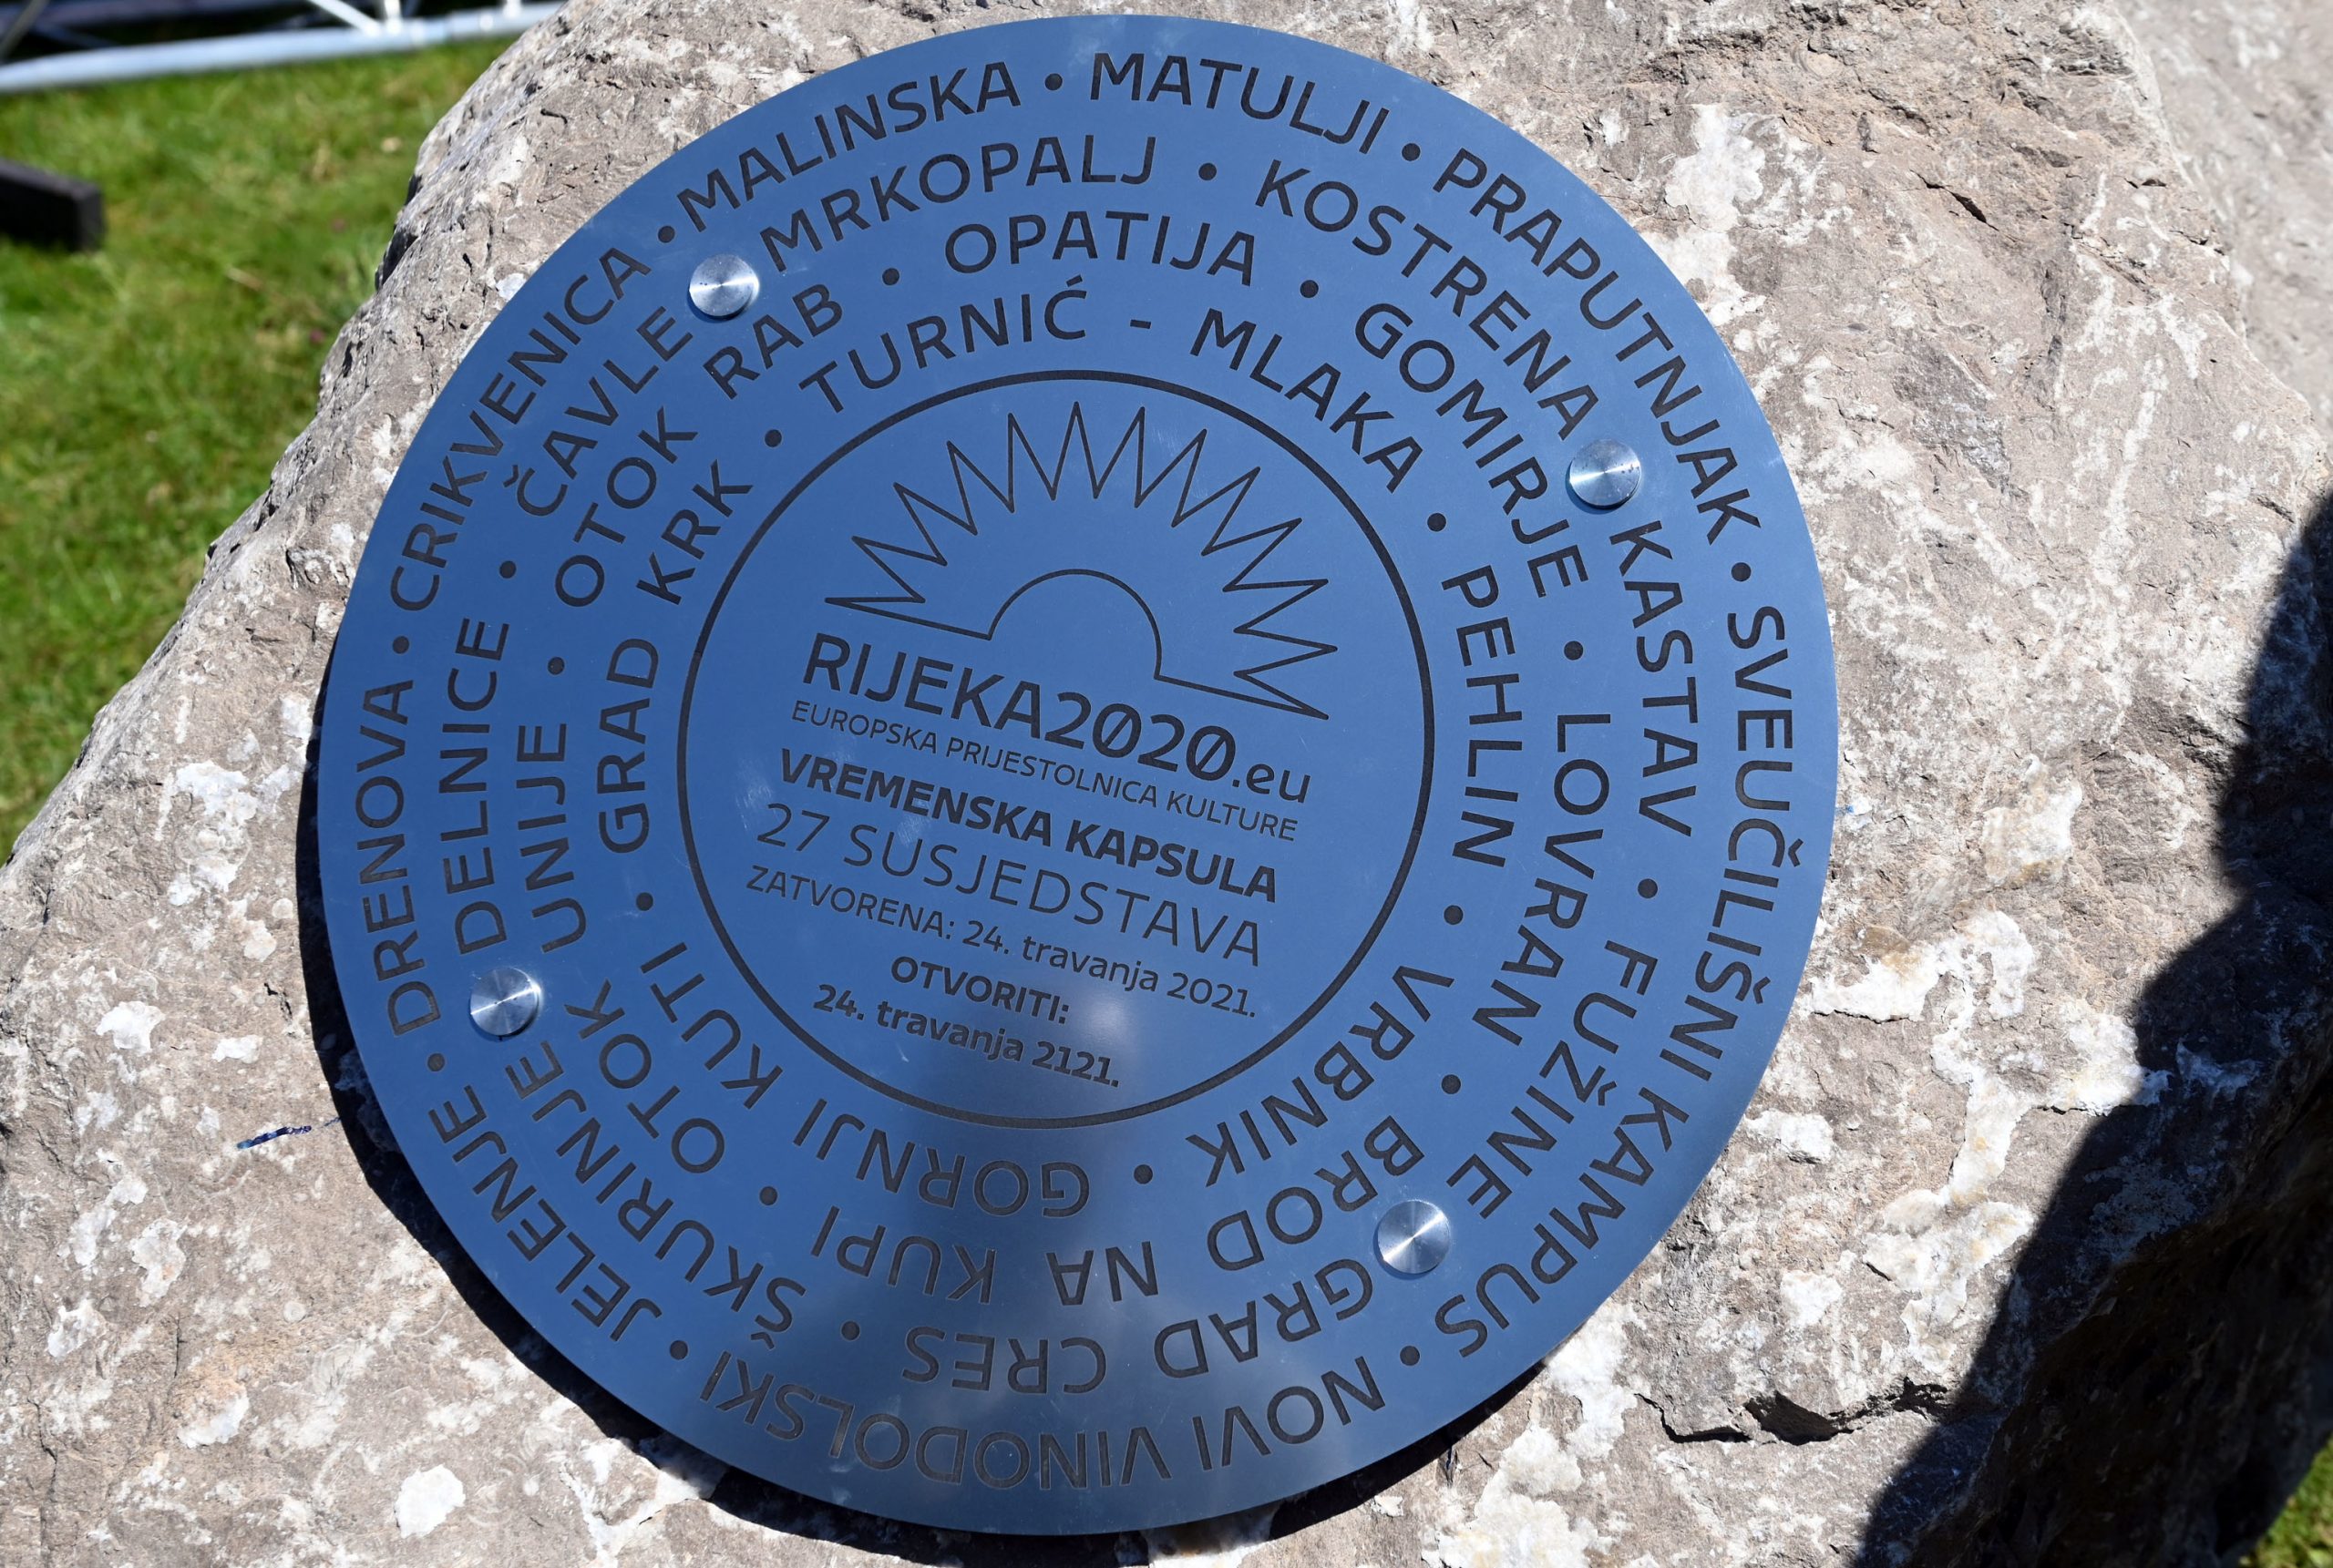 DRENOVA • CRIKVENICA • MALINSKA • MATULJI • PRAPUTNJAK • SVEUČILIŠNI KAMPUS • NOVI VINODOLSKI • JELENJE •
DELNICE • ČAVLE MRKOPALJ • KOSTRENA KASTAV • FUŽINE GRAD CRES • ŠKURINJE
OTOK UNIJE • OTOK RAB • OPATIJA • GOMIRJE • LOVRAN • BROD NA KUPI •
GORNJI KUTI • GRAD KRK • TURNIĆ - MLAKA • PEHLIN • VRBNIK •
RIJEKA2020.eu
EUROPSKA PRIJESTOLNICA KULTURE
VREMENSKA KAPSULA
27 SUSJEDSTAVA
ZATVORENA: 24. travanja 2021.
OTVORITI:
24. travanja 2121.